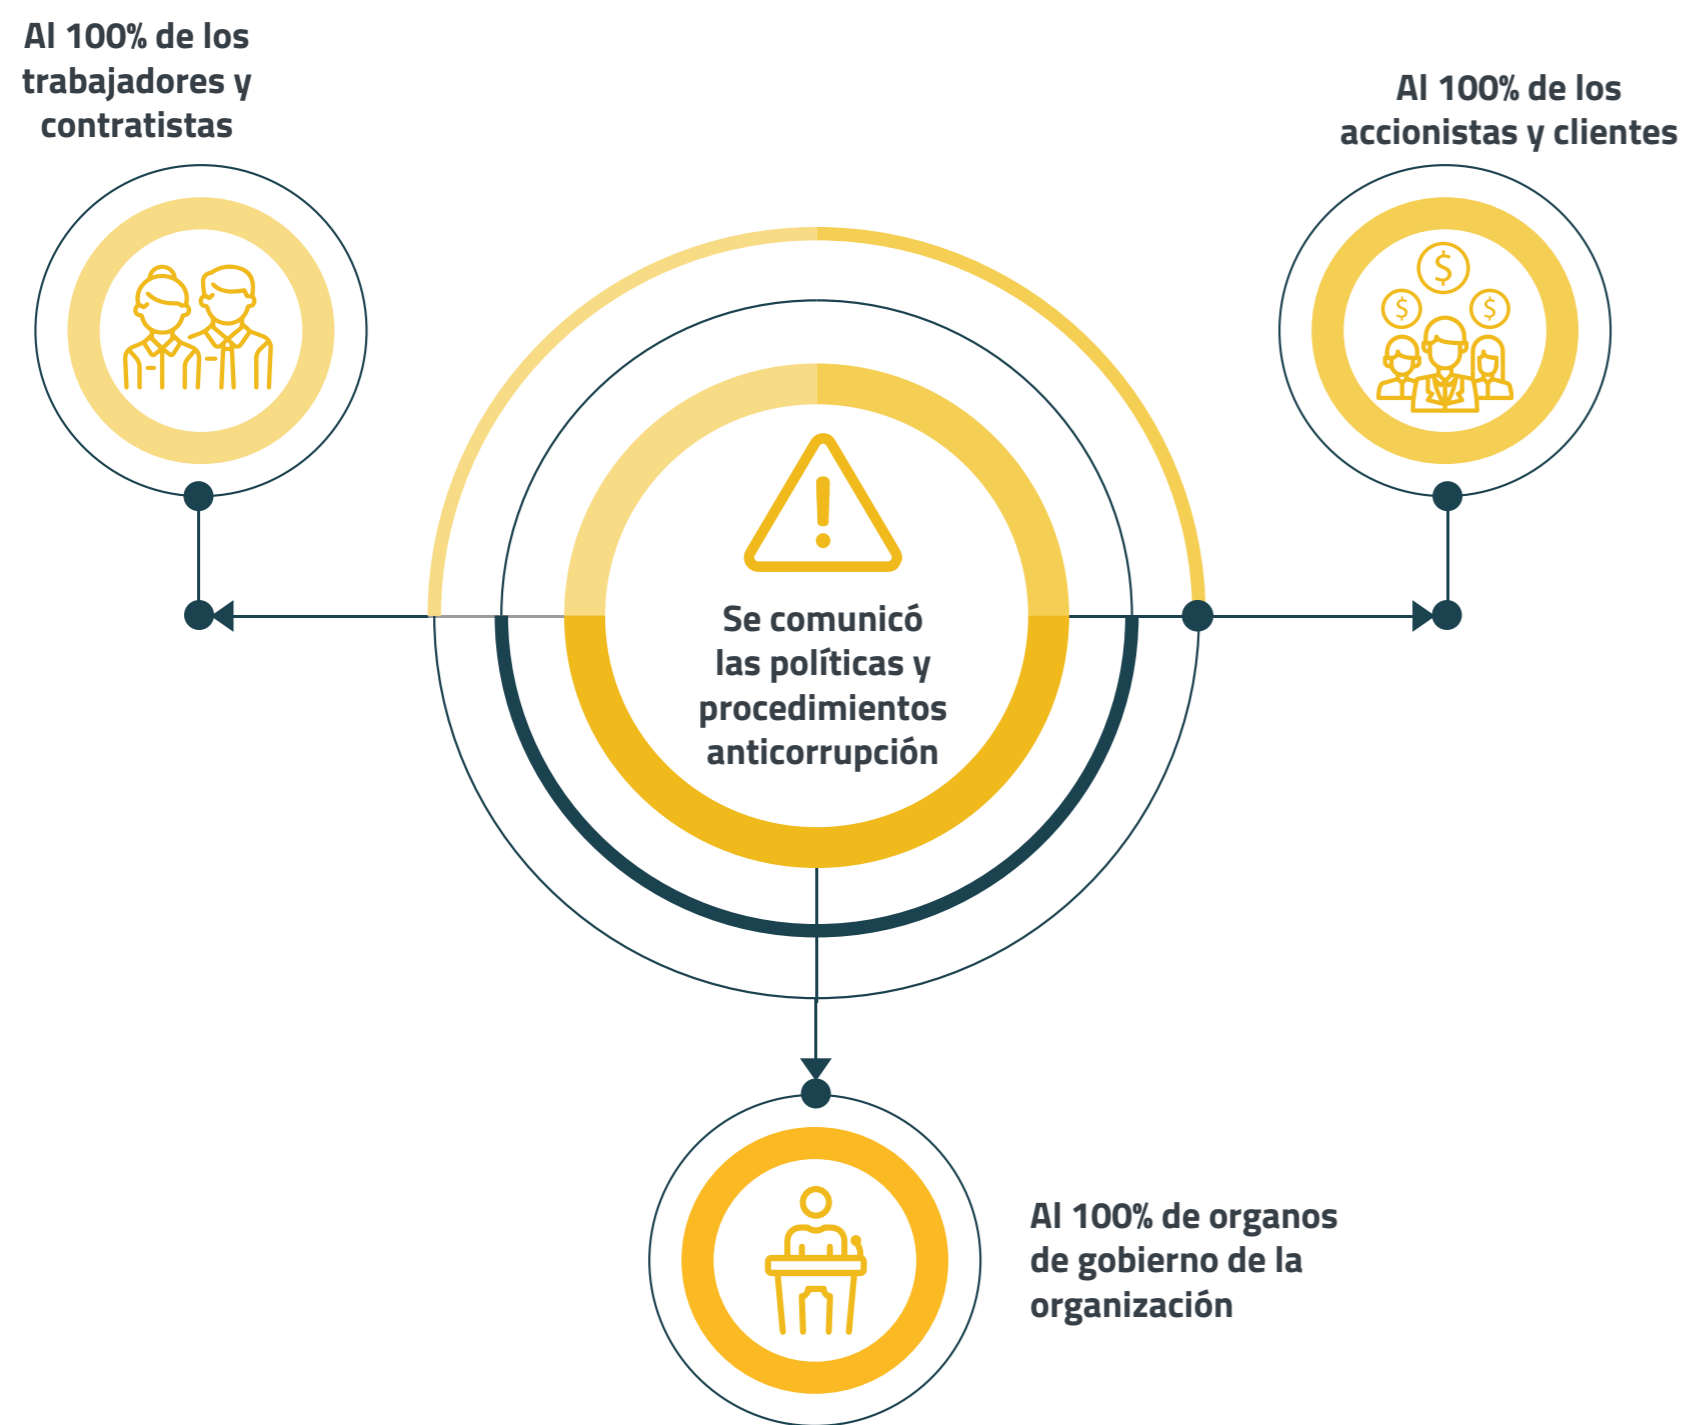 Al 100% de los
trabajadores y
contratistas
Al 100% de los
accionistas y clientes
Se comunicó
las políticas y
procedimientos
anticorrupción
Al 100% de organos
de gobierno de la
organización